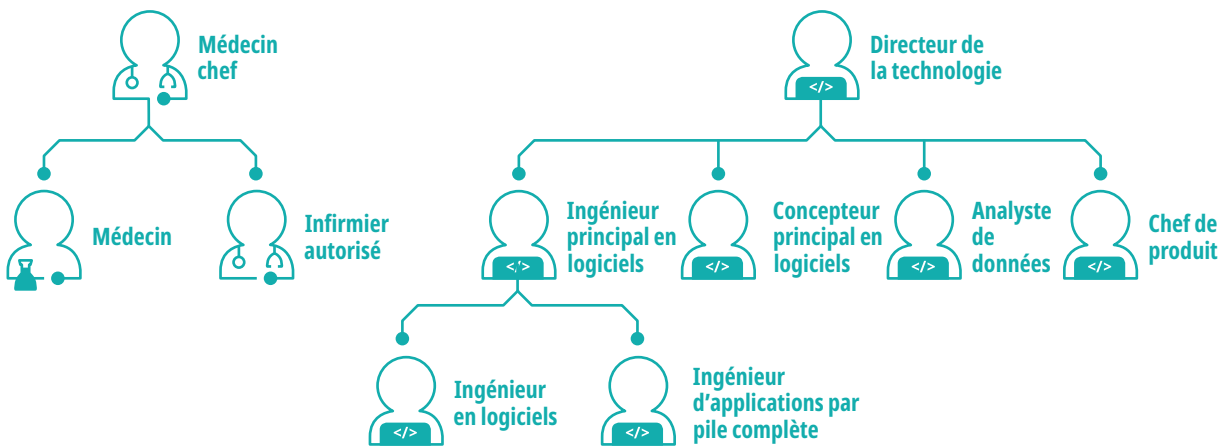 Médecin
chef
Directeur de
la technologie
</>
Médecin
Infirmier
autorisé
Ingénieur
principal en
logiciels
</>
Concepteur
principal en
logiciels
</>
Analyste
de
données
</>
Chef de
produit
</>
Ingénieur
en logiciels
</>
Ingénieur
d'applications par
pile complète
</>